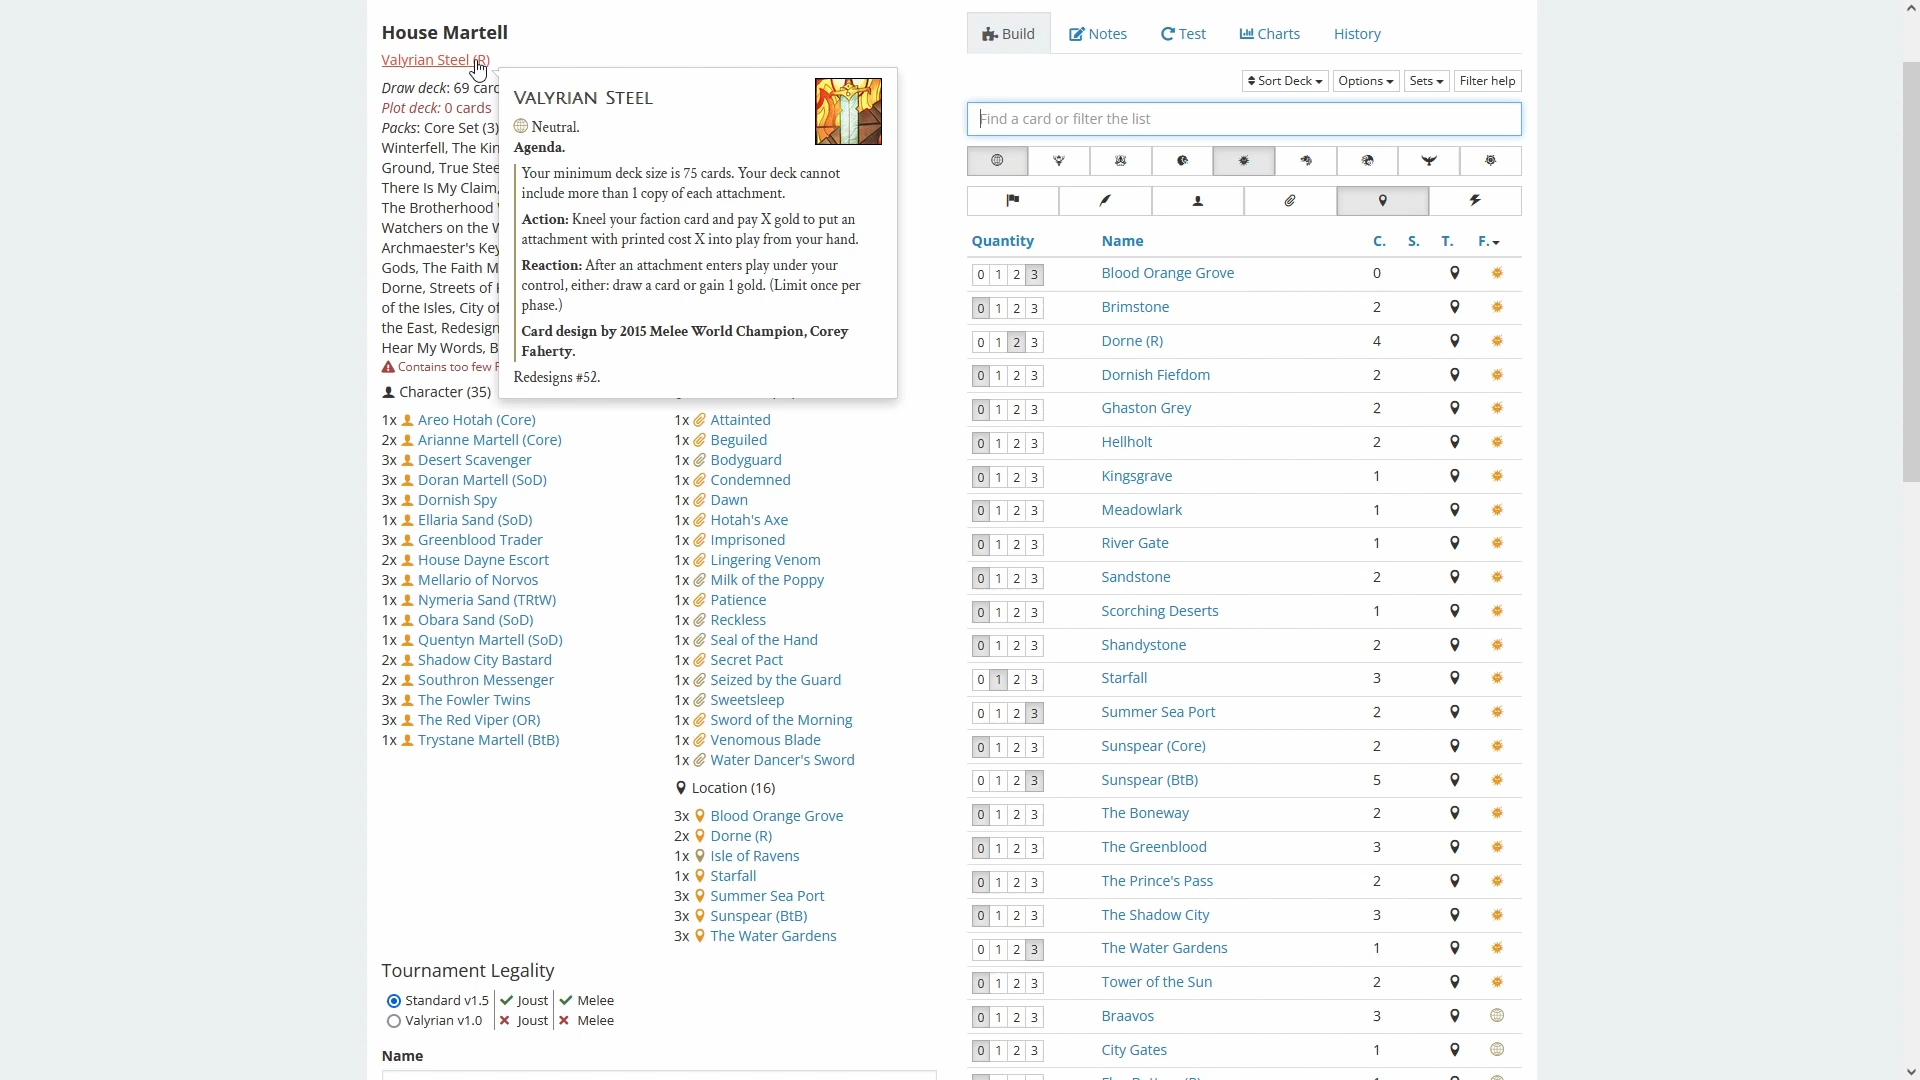 House Martell
Valyrian Steel (R)
Draw deck: 69 card
Plot deck: 0 cards
Packs: Core Set (3)
Winterfell, The Kin
Ground, True Stee
There Is My Claim,
The Brotherhood
Watchers on the W
Archmaester's Key
Gods, The Faith M
Dorne, Streets of
of the Isles, City of
the East, Redesign
Hear My Words, B
Contains too few
Character (35)
1x Areo Hotah (Core)
2x Arianne Martell (Core)
3x Desert Scavenger
3x Doran Martell (SoD)
3x Dornish Spy
1x Ellaria Sand (SoD)
3x Greenblood Trader
2x House Dayne Escort
3x Mellario of Norvos
1x Nymeria Sand (TRtW)
1x Obara Sand (SoD)
1x Quentyn Martell (SoD)
2x Shadow City Bastard
2x Southron Messenger
3x The Fowler Twins
3x The Red Viper (OR)
1x Trystane Martell (BtB)
Valyrian Steel
Neutral.
Agenda.
Your minimum deck size is 75 cards. Your deck cannot
include more than 1 copy of each attachment.
Action: Kneel your faction card and pay X gold to put an
attachment with printed cost X into play from your hand.
Reaction: After an attachment enters play under your
control, either: draw a card or gain 1 gold. (Limit once per
phase.)
Card design by 2015 Melee World Champion, Corey
Faherty.
Redesigns #52.
1x Attainted
1x Beguiled
1x Bodyguard
1x Condemned
1x Dawn
1x Hotah's Axe
1x Imprisoned
1x Lingering Venom
1x Milk of the Poppy
1x Patience
1x Reckless
1x Seal of the Hand
1x Secret Pact
1x Seized by the Guard
1x Sweetsleep
1x Sword of the Morning
1x Venomous Blade
1x Water Dancer's Sword
Location (16)
3x Blood Orange Grove
2x Dorne (R)
1x Isle of Ravens
1x Starfall
3x Summer Sea Port
3x Sunspear (BtB)
3x The Water Gardens
Tournament Legality
Standard v1.5 Joust Melee
Valyrian v1.0 Joust Melee
Name
Build Notes Test Charts History
Sort Deck Options Sets Filter help
Find a card or filter the list
Quantity Name C. S. T. F.
0 1 2 3 Blood Orange Grove 0
0 1 2 3 Brimstone 2
0 1 2 3 Dorne (R) 4
0 1 2 3 Dornish Fiefdom 2
0 1 2 3 Ghaston Grey 2
0 1 2 3 Hellholt 2
0 1 2 3 Kingsgrave 1
0 1 2 3 Meadowlark 1
0 1 2 3 River Gate 1
0 1 2 3 Sandstone 2
0 1 2 3 Scorching Deserts 1
0 1 2 3 Shandystone 2
0 1 2 3 Starfall 3
0 1 2 3 Summer Sea Port 2
0 1 2 3 Sunspear (Core) 2
0 1 2 3 Sunspear (BtB) 5
0 1 2 3 The Boneway 2
0 1 2 3 The Greenblood 3
0 1 2 3 The Prince's Pass 2
0 1 2 3 The Shadow City 3
0 1 2 3 The Water Gardens 1
0 1 2 3 Tower of the Sun 2
0 1 2 3 Braavos 3
0 1 2 3 City Gates 1